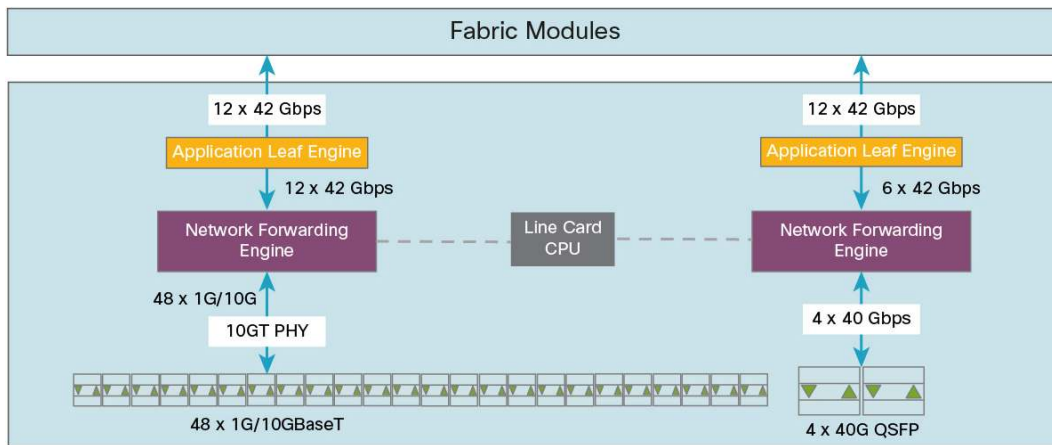 Fabric Modules
12 x 42 Gbps
12 x 42 Gbps
Application Leaf Engine
Application Leaf Engine
12 x 42 Gbps
6 x 42 Gbps
Network Forwarding
Engine
Line Card
CPU
Network Forwarding
Engine
48 x 1G/10G
10GT PHY
4 x 40 Gbps
48 x 1G/10GBaseT
4 x 40G QSFP